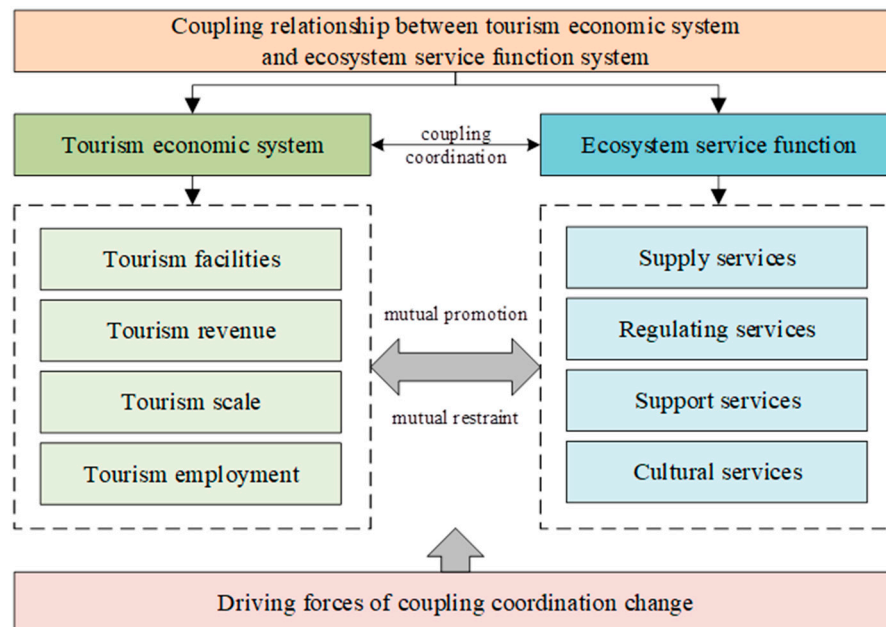 Coupling relationship between tourism economic system
and ecosystem service function system
Tourism economic system
coupling
coordination
Ecosystem service function
Tourism facilities
Tourism revenue
Tourism scale
Tourism employment
mutual promotion
mutual restraint
Supply services
Regulating services
Support services
Cultural services
Driving forces of coupling coordination change